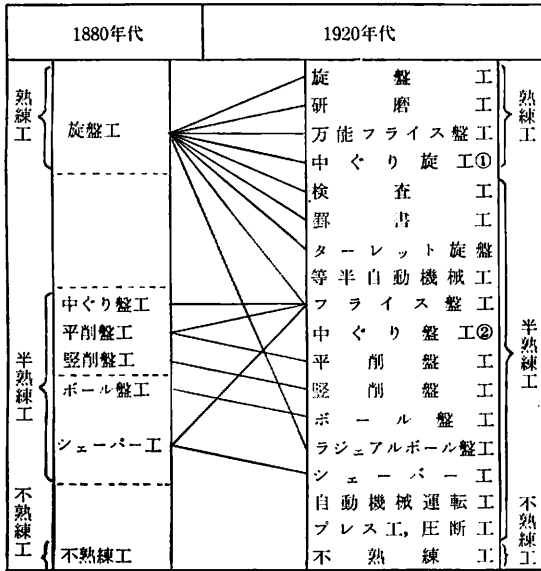 1880年代
1920年代
熟練工
旋盤工
中ぐり盤工
平削盤工
竪削盤工
ボール盤工
シェーパー工
半熟練工
不熟練工
不熟練工
旋盤工
研磨工
万能フライス盤工
中ぐり旋工①
検査工
罫書工
ターレット旋盤
等半自動機械工
フライス盤工
中ぐり盤工②
平削盤工
竪削盤工
ボール盤工
ラジェアルボール盤工
シェーパー工
自動機械運転工
プレス工,圧断工
不熟練工
熟練工
半熟練工
不熟練工